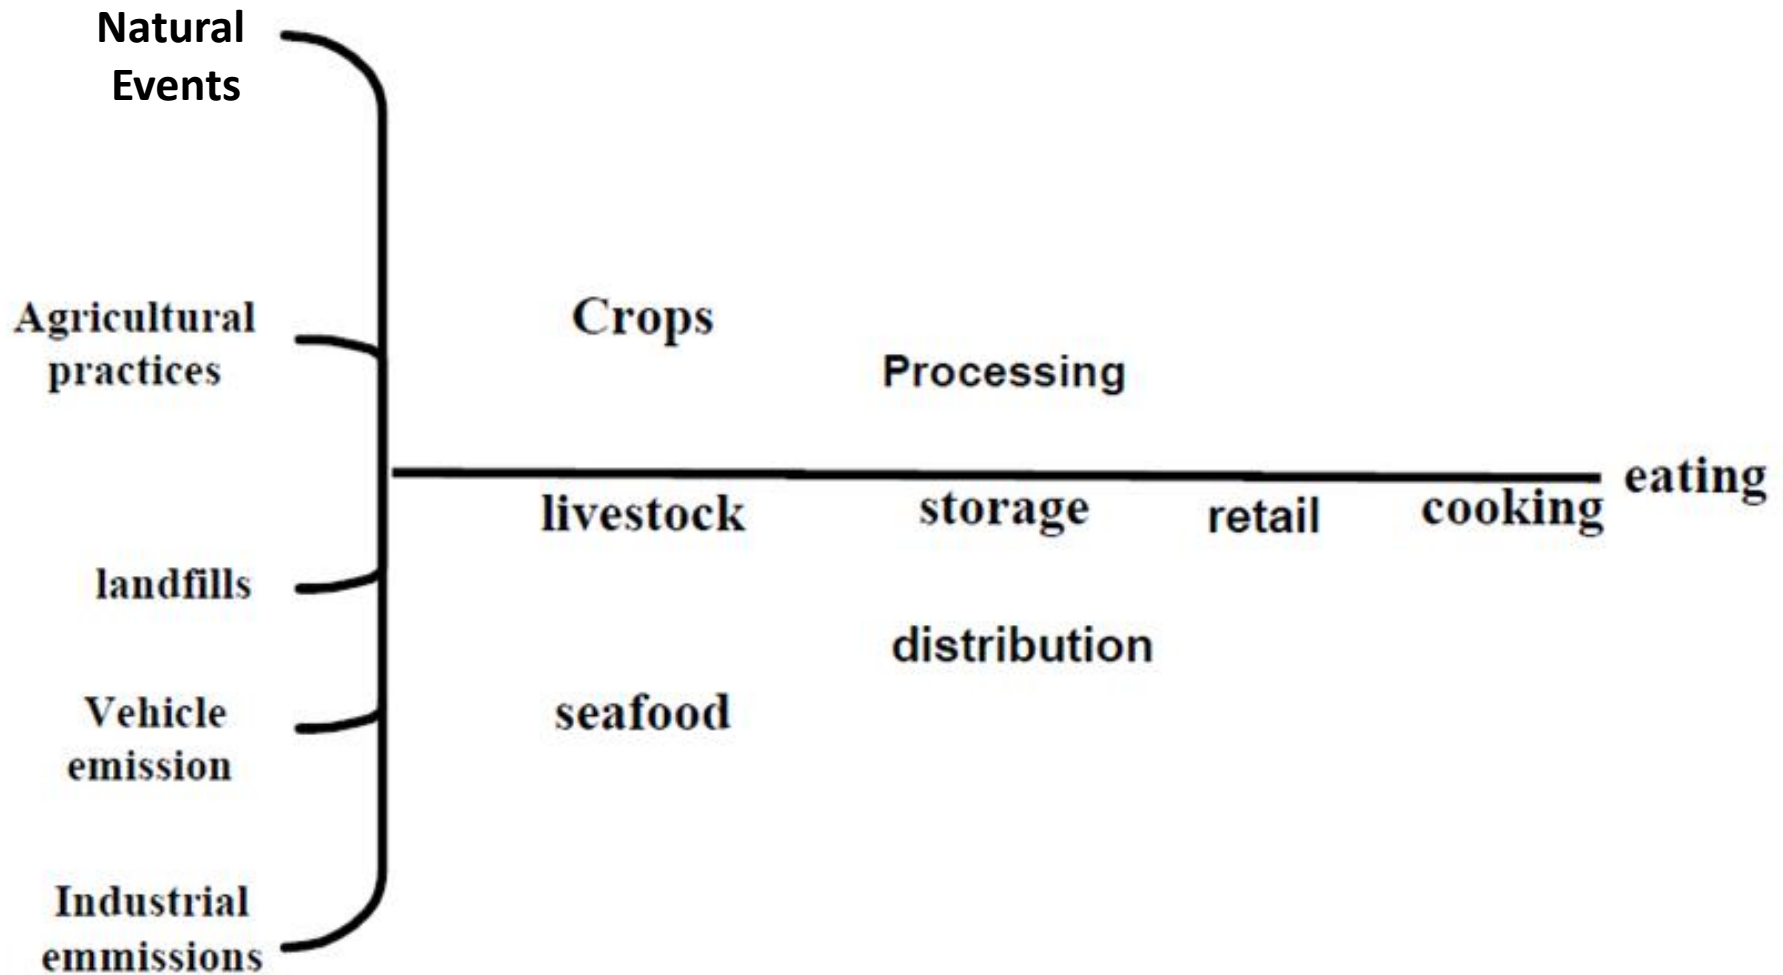 Natural
Events
Agricultural
practices
landfills
Vehicle
emission
Industrial
emmissions
Crops
livestock
seafood
Processing
storage
distribution
retail
cooking
eating